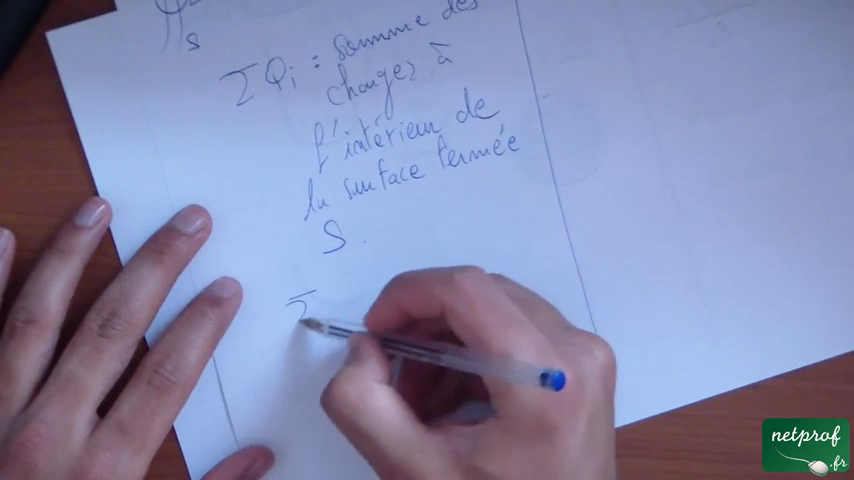 S
ΣQi : somme des
charges à
l'intérieur de
la surface fermée
S.
Σ
netprof
.fr